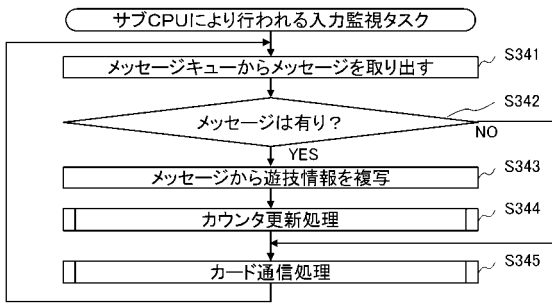 サブCPUにより行われる入力監視タスク
メッセージキューからメッセージを取り出す
S341
メッセージは有り？
S342
NO
YES
メッセージから遊技情報を複写
S343
カウンタ更新処理
S344
カード通信処理
S345